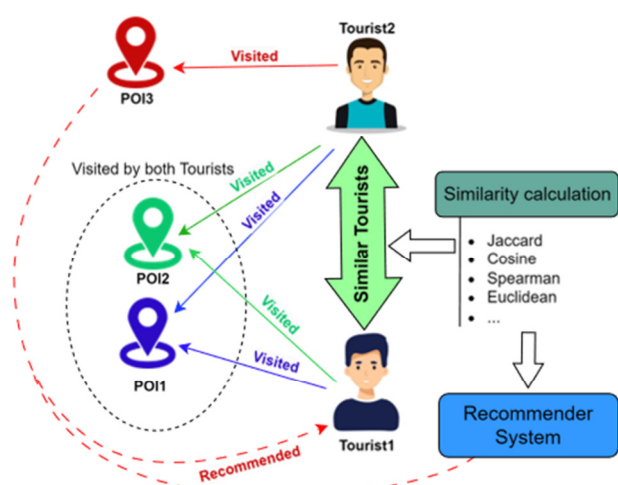 Tourist2
Visited
POI3
Visited by both Tourists
Visited
Visited
Similarity calculation
Similar Tourists
• Jaccard
• Cosine
• Spearman
• Euclidean
• ...
POI2
Visited
POI1
Visited
Recommender
System
Tourist1
Recommended